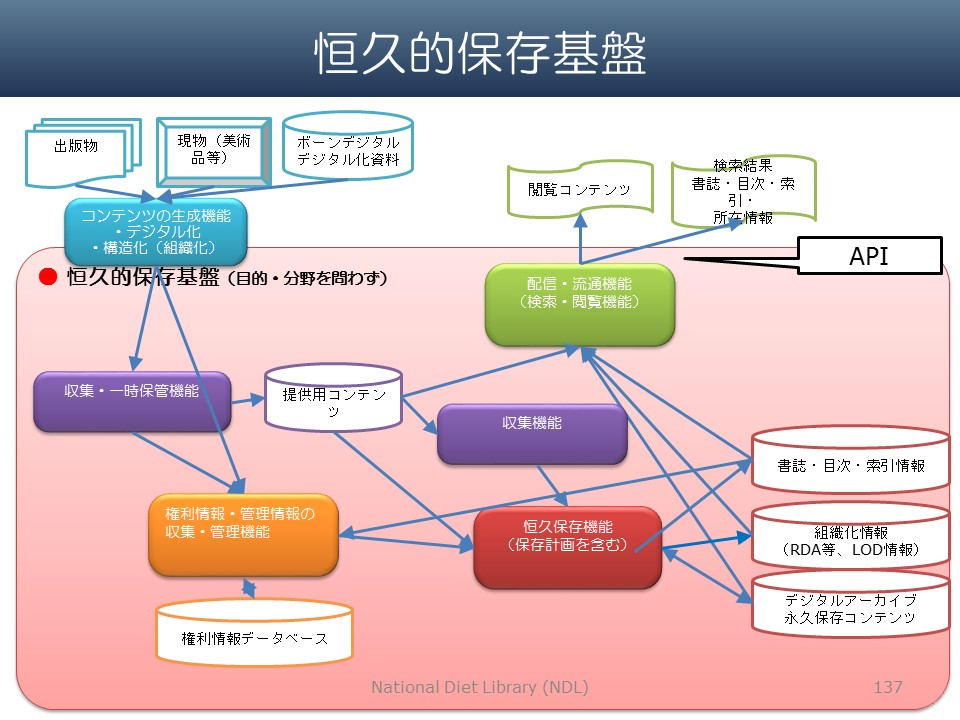 恒久的保存基盤
出版物
現物（美術
品等）
ボーンデジタル
デジタル化資料
コンテンツの生成機能
・デジタル化
・構造化（組織化）
閲覧コンテンツ
検索結果
書誌・目次・索
引・
所在情報
API
● 恒久的保存基盤（目的・分野を問わず）
配信・流通機能
（検索・閲覧機能）
収集・一時保管機能
提供用コンテン
ツ
収集機能
書誌・目次・索引情報
権利情報・管理情報の
収集・管理機能
恒久保存機能
（保存計画を含む）
組織化情報
（RDA等、LOD情報）
デジタルアーカイブ
永久保存コンテンツ
権利情報データベース
National Diet Library (NDL)
137